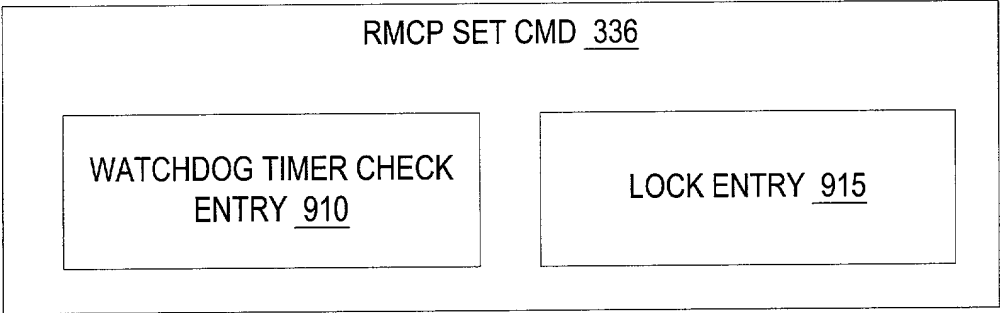 RMCP SET CMD 336
WATCHDOG TIMER CHECK
ENTRY 910
LOCK ENTRY 915